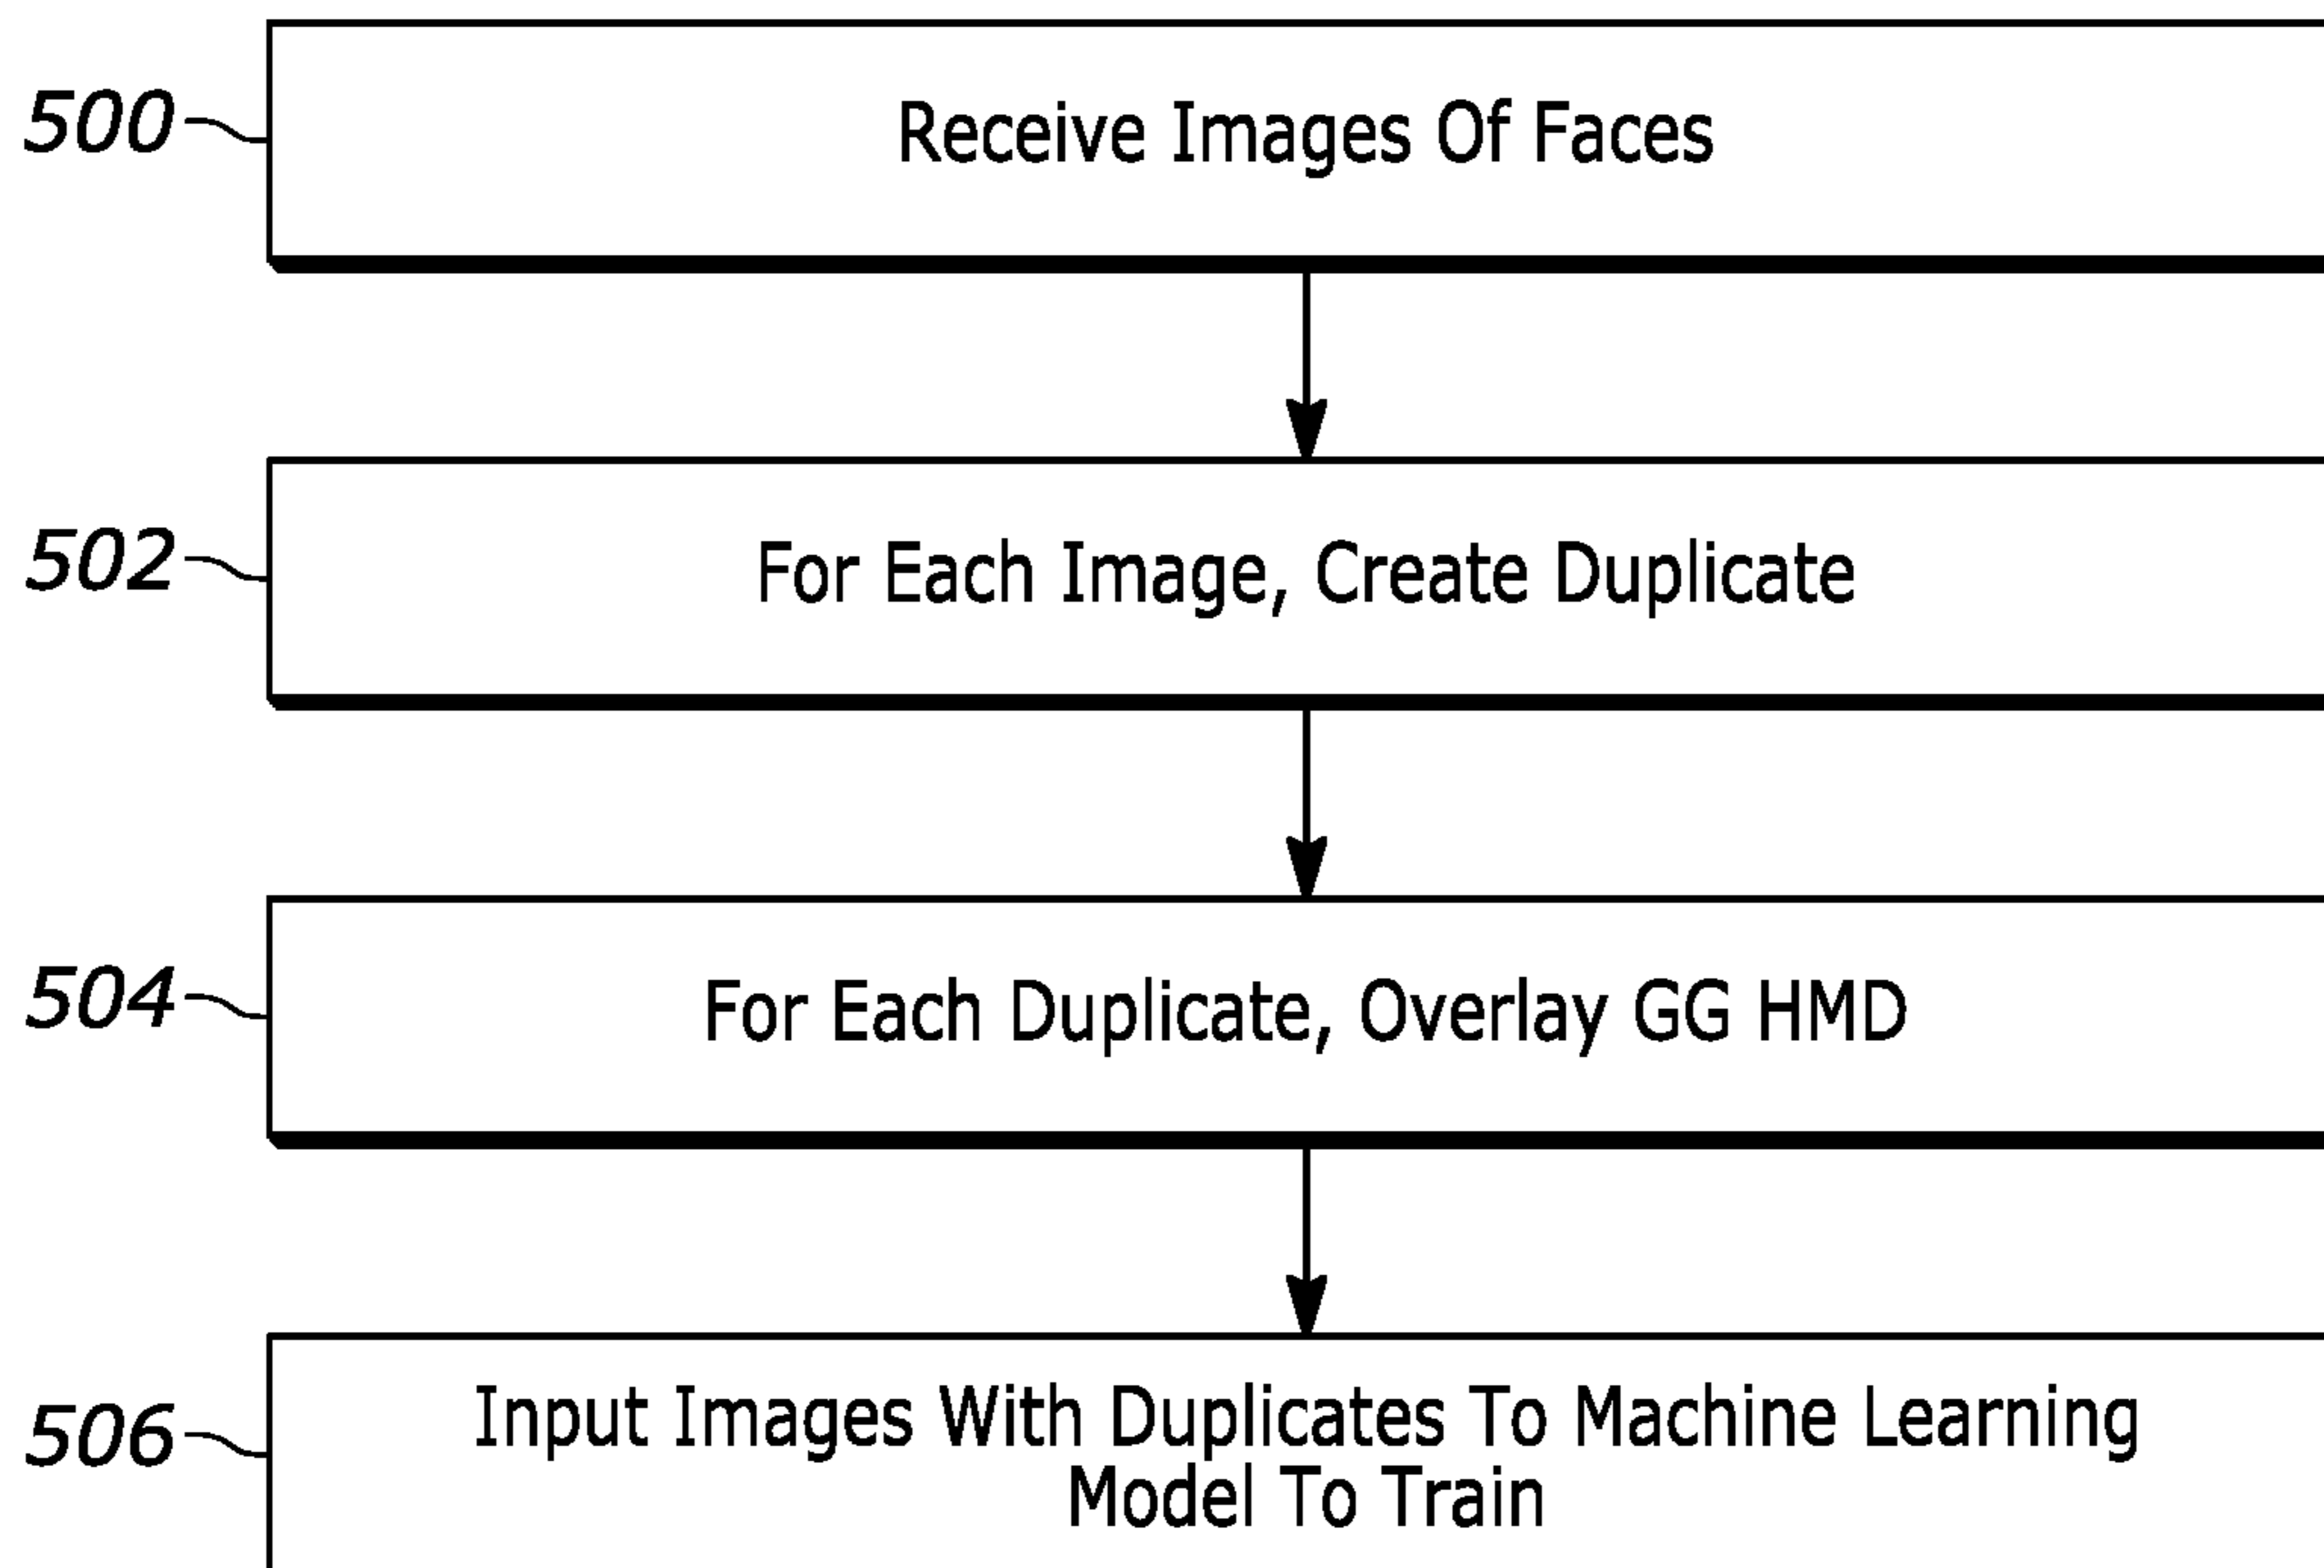 500
Receive Images Of Faces
502
For Each Image, Create Duplicate
504
For Each Duplicate, Overlay GG HMD
506
Input Images With Duplicates To Machine Learning
Model To Train